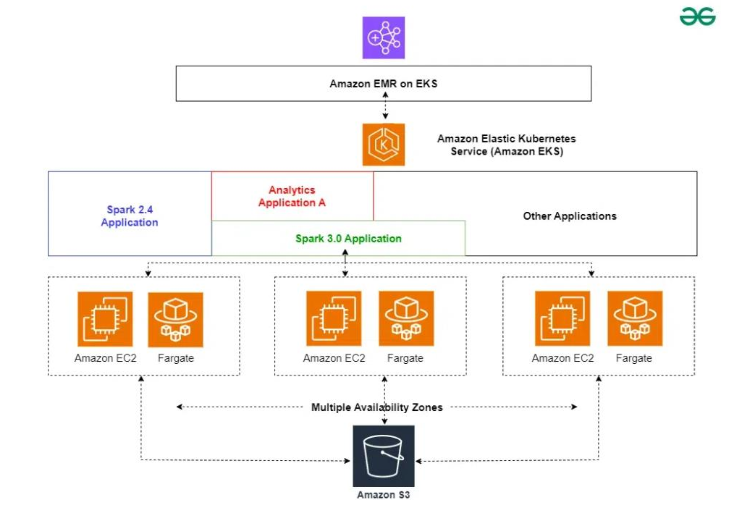 Amazon EMR on EKS
Amazon Elastic Kubernetes
Service (Amazon EKS)
Spark 2.4
Application
Analytics
Application A
Spark 3.0 Application
Other Applications
Amazon EC2
Fargate
Amazon EC2
Fargate
Amazon EC2
Fargate
Multiple Availability Zones
Amazon S3